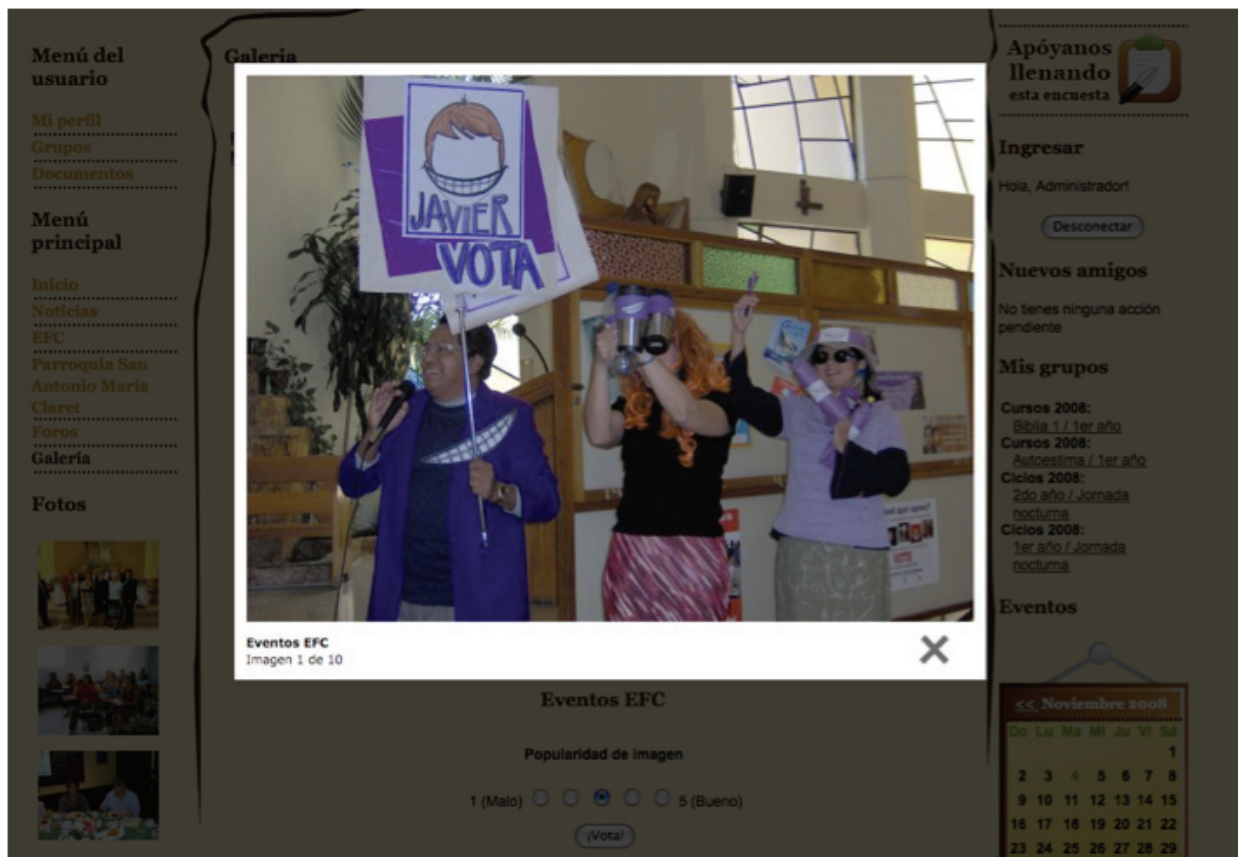 Menú del
usuario
Mi perfil
Grupos
Documentos
Menú
principal
Inicio
Noticias
EFC
Parroquia San
Antonio María
Claret
Foros
Galería
Fotos
Galeria
JAVIER
VOTA
VOTE
Eventos EFC
Imagen 1 de 10
Eventos EFC
Popularidad de imagen
1 (Malo) 5 (Bueno)
¡Vota!
Apóyanos
llenando
esta encuesta
Ingresar
Hola, Administrador!
Desconectar
Nuevos amigos
No tienes ninguna acción
pendiente
Mis grupos
Cursos 2008:
Biblia 1 / 1er año
Cursos 2008:
Autoestima / 1er año
Ciclos 2008:
2do año / Jornada
nocturna
Ciclos 2008:
1er año / Jornada
nocturna
Eventos
<< Noviembre 2008
Do Lu Ma Mi Ju Vi Sá
1
2 3 4 5 6 7 8
9 10 11 12 13 14 15
16 17 18 19 20 21 22
23 24 25 26 27 28 29